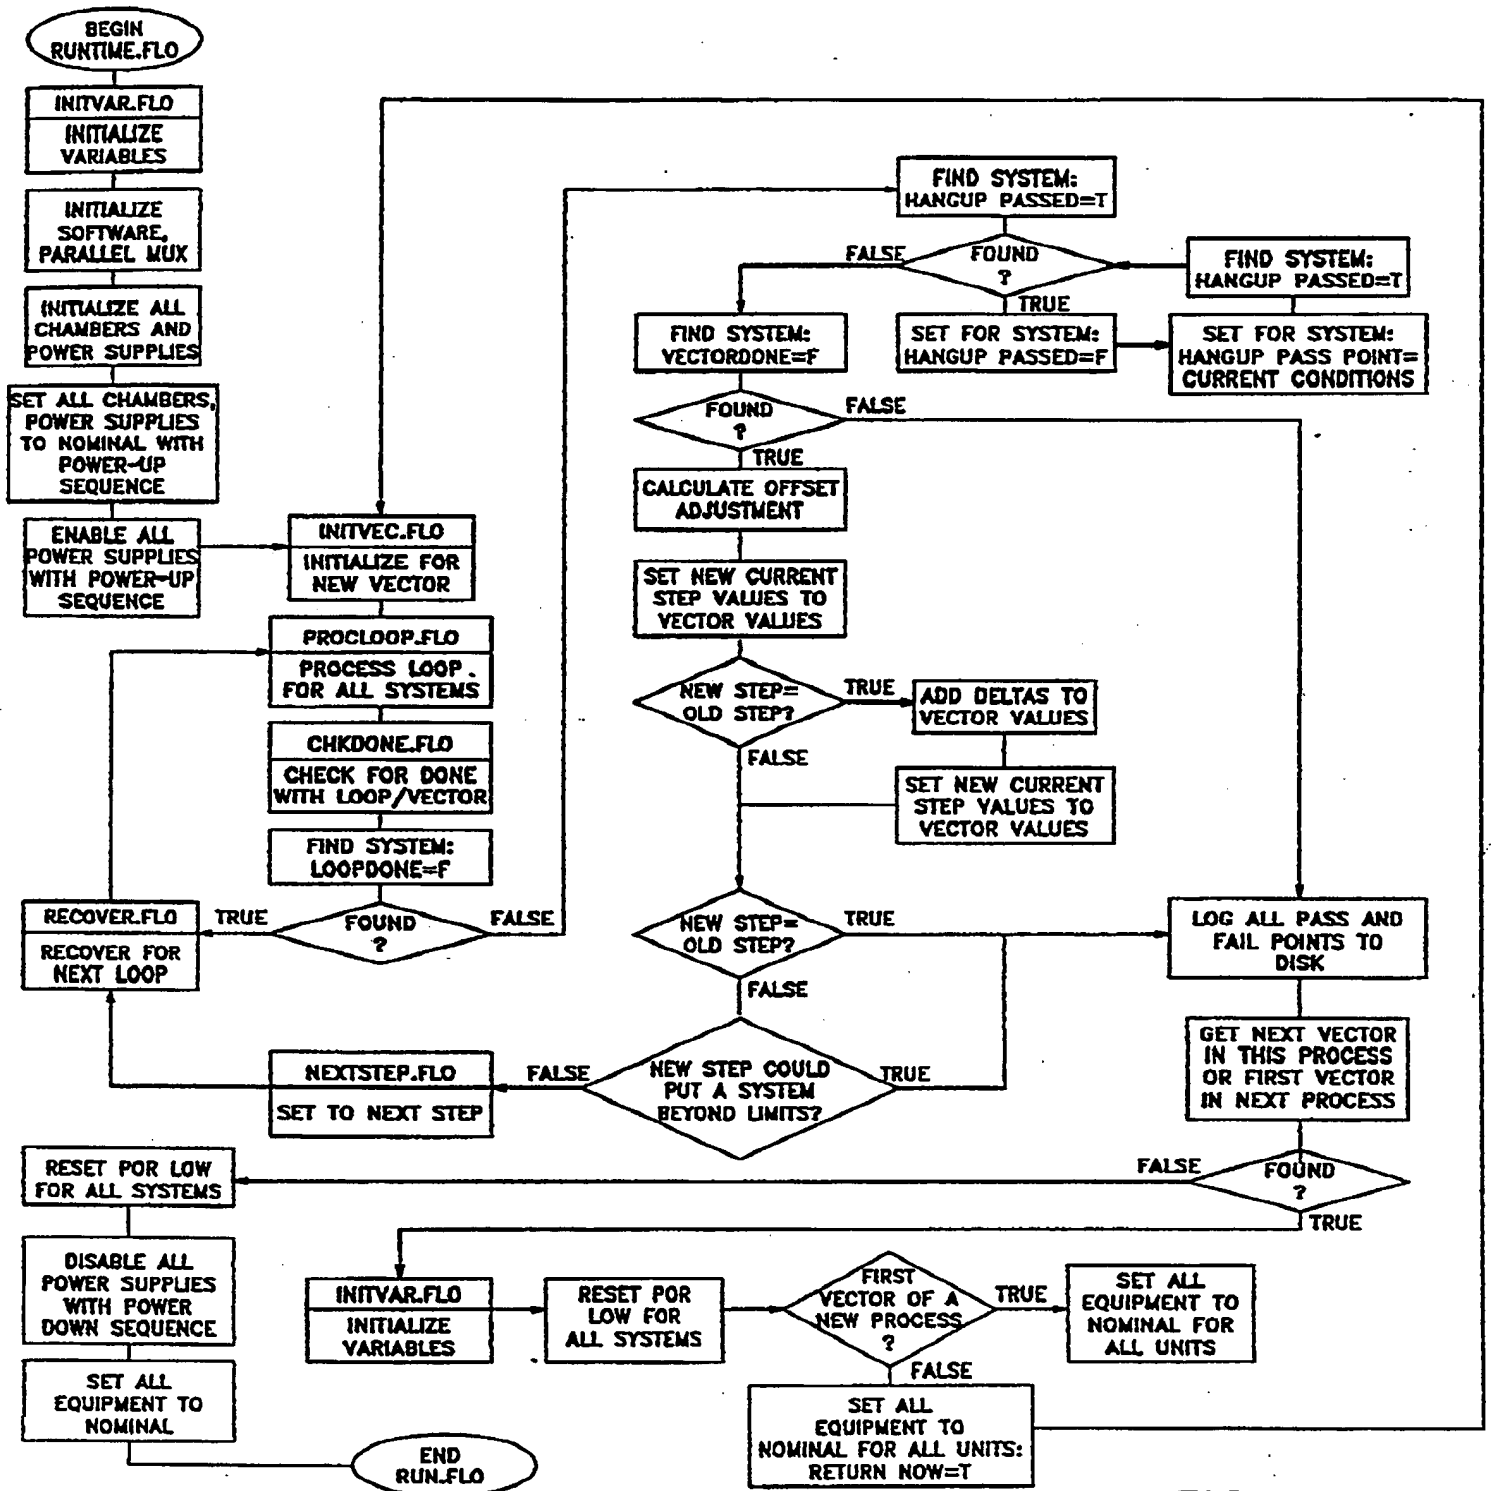 BEGIN
RUNTIME.FLO
INITVAR.FLO
INITIALIZE
VARIABLES
INITIALIZE
SOFTWARE,
PARALLEL MUX
INITIALIZE ALL
CHAMBERS AND
POWER SUPPLIES
SET ALL CHAMBERS,
POWER SUPPLIES
TO NOMINAL WITH
POWER-UP
SEQUENCE
ENABLE ALL
POWER SUPPLIES
WITH POWER-UP
SEQUENCE
INITVEC.FLO
INITIALIZE FOR
NEW VECTOR
PROCLOOP.FLO
PROCESS LOOP
FOR ALL SYSTEMS
CHKDONE.FLO
CHECK FOR DONE
WITH LOOP/VECTOR
FIND SYSTEM:
LOOPDONE=F
FOUND
?
TRUE
FALSE
RECOVER.FLO
RECOVER FOR
NEXT LOOP
FIND SYSTEM:
HANGUP PASSED=T
FOUND
?
FALSE
TRUE
SET FOR SYSTEM:
HANGUP PASSED=F
SET FOR SYSTEM:
HANGUP PASS POINT=
CURRENT CONDITIONS
FIND SYSTEM:
HANGUP PASSED=T
FIND SYSTEM:
VECTORDONE=F
FOUND
?
FALSE
TRUE
CALCULATE OFFSET
ADJUSTMENT
SET NEW CURRENT
STEP VALUES TO
VECTOR VALUES
NEW STEP=
OLD STEP?
TRUE
FALSE
ADD DELTAS TO
VECTOR VALUES
SET NEW CURRENT
STEP VALUES TO
VECTOR VALUES
NEW STEP=
OLD STEP?
TRUE
FALSE
NEW STEP COULD
PUT A SYSTEM
BEYOND LIMITS?
FALSE
TRUE
NEXTSTEP.FLO
SET TO NEXT STEP
LOG ALL PASS AND
FAIL POINTS TO
DISK
GET NEXT VECTOR
IN THIS PROCESS
OR FIRST VECTOR
IN NEXT PROCESS
FOUND
?
FALSE
TRUE
RESET POR LOW
FOR ALL SYSTEMS
DISABLE ALL
POWER SUPPLIES
WITH POWER
DOWN SEQUENCE
SET ALL
EQUIPMENT TO
NOMINAL
END
RUN.FLO
INITVAR.FLO
INITIALIZE
VARIABLES
RESET POR
LOW FOR
ALL SYSTEMS
FIRST
VECTOR OF A
NEW PROCESS
?
TRUE
FALSE
SET ALL
EQUIPMENT TO
NOMINAL FOR
ALL UNITS
SET ALL
EQUIPMENT TO
NOMINAL FOR ALL UNITS:
RETURN NOW=T